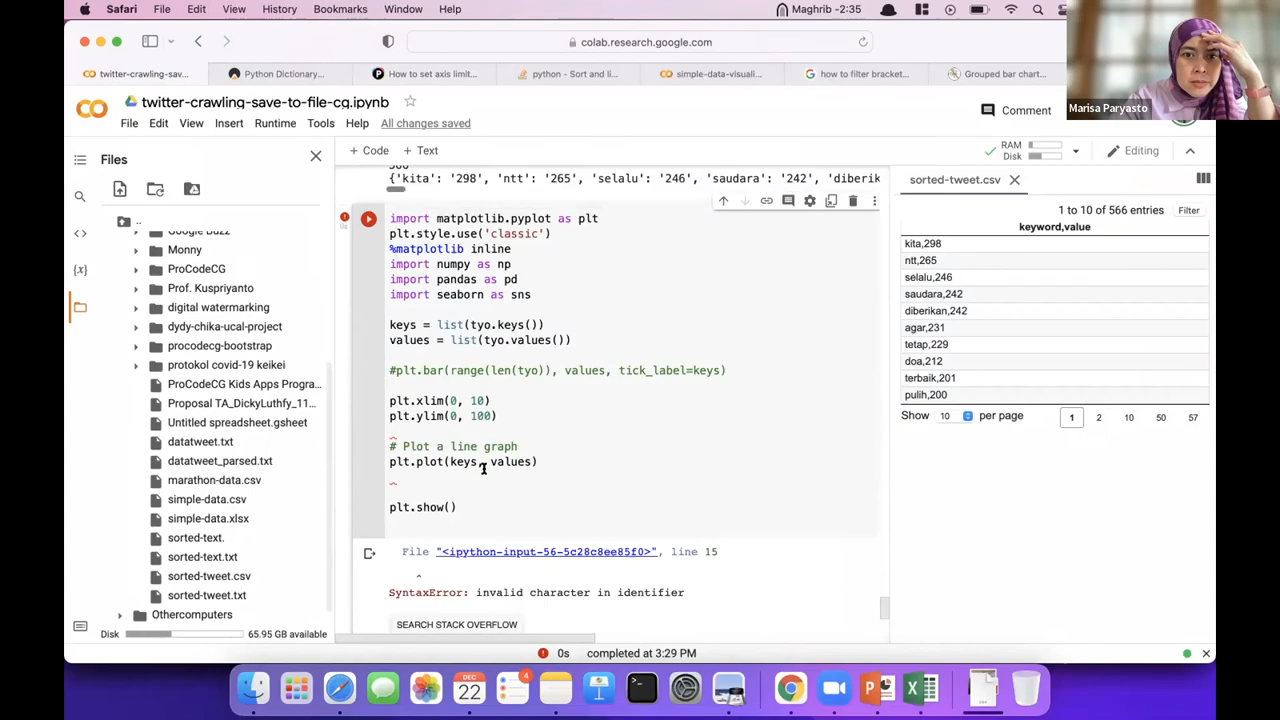 Safari File Edit View History Bookmarks Window Help Maghrib -2:35
colab.research.google.com
Marisa Paryasto
twitter-crawling-sav... Python Dictionary... How to set axis limit... python - Sort and li... simple-data-visuali... how to filter bracket... Grouped bar chart...
twitter-crawling-save-to-file-cg.ipynb
File Edit View Insert Runtime Tools Help All changes saved
Comment
+ Code + Text
RAM
Disk
Editing
Files
..
Google Buzz
Monny
ProCodeCG
Prof. Kuspriyanto
digital watermarking
dydy-chika-ucal-project
procodecg-bootstrap
protokol covid-19 keikei
ProCodeCG Kids Apps Progra...
Proposal TA_DickyLuthfy_11...
Untitled spreadsheet.gsheet
datatweet.txt
datatweet_parsed.txt
marathon-data.csv
simple-data.csv
simple-data.xlsx
sorted-text.
sorted-text.txt
sorted-tweet.csv
sorted-tweet.txt
Othercomputers
Disk 65.95 GB available
{'kita': '298', 'ntt': '265', 'selalu': '246', 'saudara': '242', 'diberik
import matplotlib.pyplot as plt
plt.style.use('classic')
%matplotlib inline
import numpy as np
import pandas as pd
import seaborn as sns
keys = list(tyo.keys())
values = list(tyo.values())
#plt.bar(range(len(tyo)), values, tick_label=keys)
plt.xlim(0, 10)
plt.ylim(0, 100)
# Plot a line graph
plt.plot(keys, values)
plt.show()
File "<ipython-input-56-5c28c8ee85f0>", line 15
^
SyntaxError: invalid character in identifier
SEARCH STACK OVERFLOW
sorted-tweet.csv
1 to 10 of 566 entries Filter
keyword,value
kita,298
ntt,265
selalu,246
saudara,242
diberikan,242
agar,231
tetap,229
doa,212
terbaik,201
pulih,200
Show 10 per page 1 2 10 50 57
0s completed at 3:29 PM
DEC
22
4